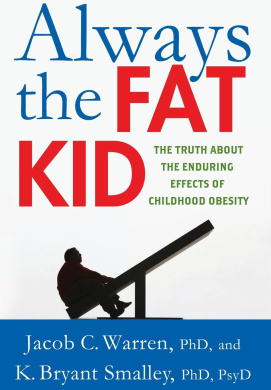 Always
the FAT
KID
THE TRUTH ABOUT
THE ENDURING
EFFECTS OF
CHILDHOOD OBESITY
Jacob C. Warren, PhD, and
K. Bryant Smalley, PhD, PsyD